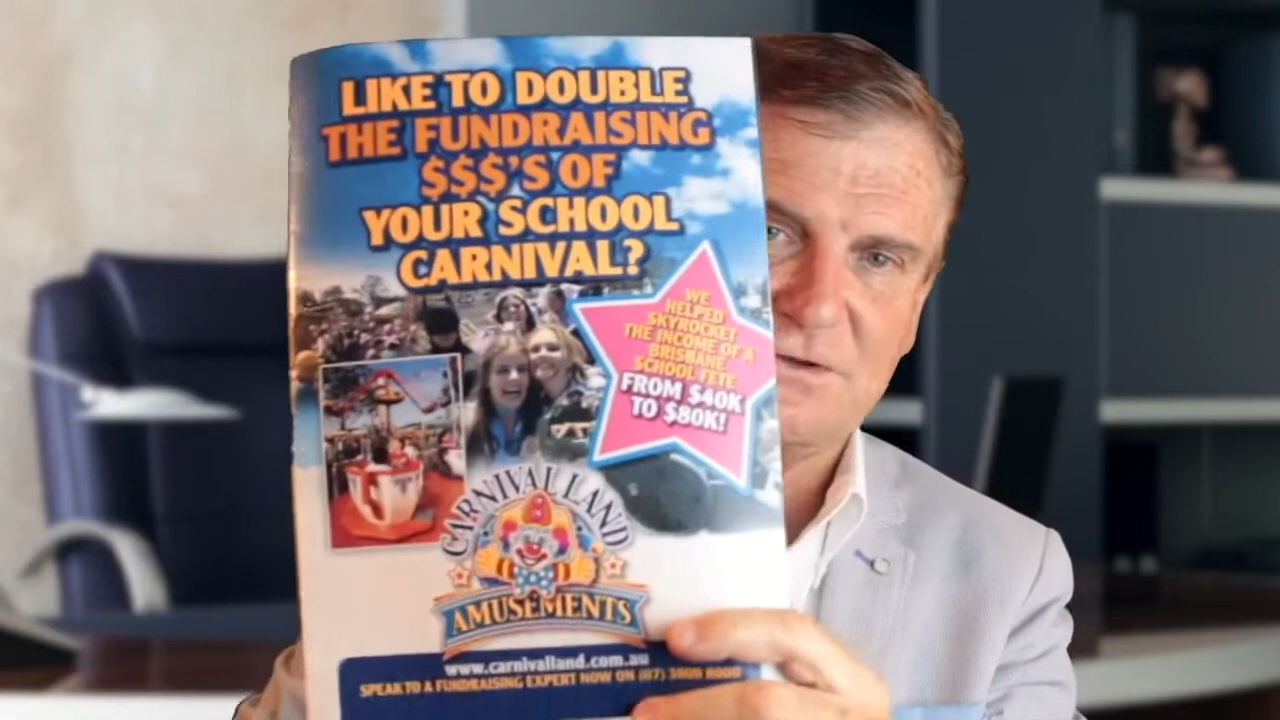 LIKE TO DOUBLE
THE FUNDRAISING
$$$'S OF
YOUR SCHOOL
CARNIVAL?
WE
HELPED
SKYROCKET
THE INCOME OF A
BRISBANE
SCHOOL FETE
FROM $40K
TO $80K!
CARNIVAL LAND
AMUSEMENTS
www.carnivalland.com.au
SPEAK TO A FUNDRAISING EXPERT NOW ON (07)